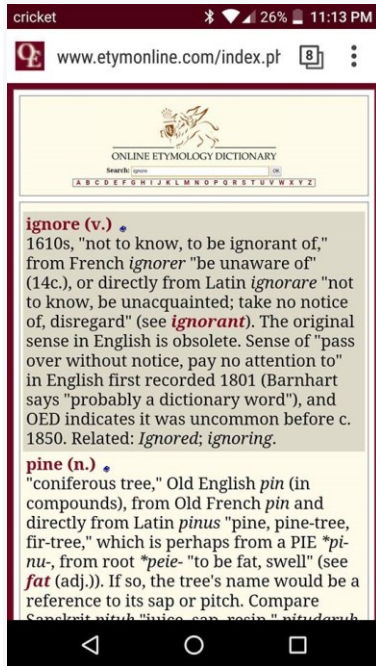 cricket 26% 11:13 PM
OE www.etymonline.com/index.ph 8
ONLINE ETYMOLOGY DICTIONARY
Search: ignore OK
A B C D E F G H I J K L M N O P Q R S T U V W X Y Z
ignore (v.)
1610s, "not to know, to be ignorant of,"
from French ignorer "be unaware of"
(14c.), or directly from Latin ignorare "not
to know, be unacquainted; take no notice
of, disregard" (see ignorant). The original
sense in English is obsolete. Sense of "pass
over without notice, pay no attention to"
in English first recorded 1801 (Barnhart
says "probably a dictionary word"), and
OED indicates it was uncommon before c.
1850. Related: Ignored; ignoring.
pine (n.)
"coniferous tree," Old English pin (in
compounds), from Old French pin and
directly from Latin pinus "pine, pine-tree,
fir-tree," which is perhaps from a PIE *pi-
nu-, from root *peie- "to be fat, swell" (see
fat (adj.)). If so, the tree's name would be a
reference to its sap or pitch. Compare
Sanskrit pituh "juice, sap, resin," pitudaruh